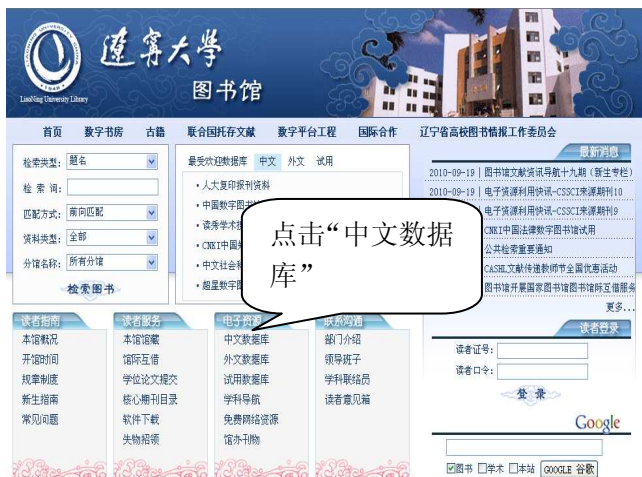 遼寧大學
图书馆
LiaoNing University Library
首页 数字书房 古籍 联合国托存文献 数字平台工程 国际合作 辽宁省高校图书情报工作委员会
检索类型: 题名
检 索 词:
匹配方式: 前向匹配
资料类型: 全部
分馆名称: 所有分馆
检索图书
最受欢迎数据库 中文 外文 试用
·人大复印报刊资料
·中国数字图书
·读秀学术搜
·CNKI中国知
·中文社会科
·超星数字图
点击“中文数据
库”
最新消息
2010-09-19 | 图书馆文献资讯导航十九期（新生专栏）
2010-09-19 | 电子资源利用快讯-CSSCI来源期刊10
电子资源利用快讯-CSSCI来源期刊9
CNKI中国法律数字图书馆试用
公共检索重要通知
CASHL文献传递教师节全国优惠活动
图书馆开展国家图书馆图书馆际互借服务
更多...
读者指南
本馆概况
开馆时间
规章制度
新生指南
常见问题
读者服务
本馆馆藏
馆际互借
学位论文提交
核心期刊目录
软件下载
失物招领
电子资源
中文数据库
外文数据库
试用数据库
学科导航
免费网络资源
馆办刊物
联系沟通
部门介绍
领导班子
学科联络员
读者意见箱
读者登录
读者证号:
读者口令:
登 录
Google
图书 学术 本站 GOOGLE 谷歌